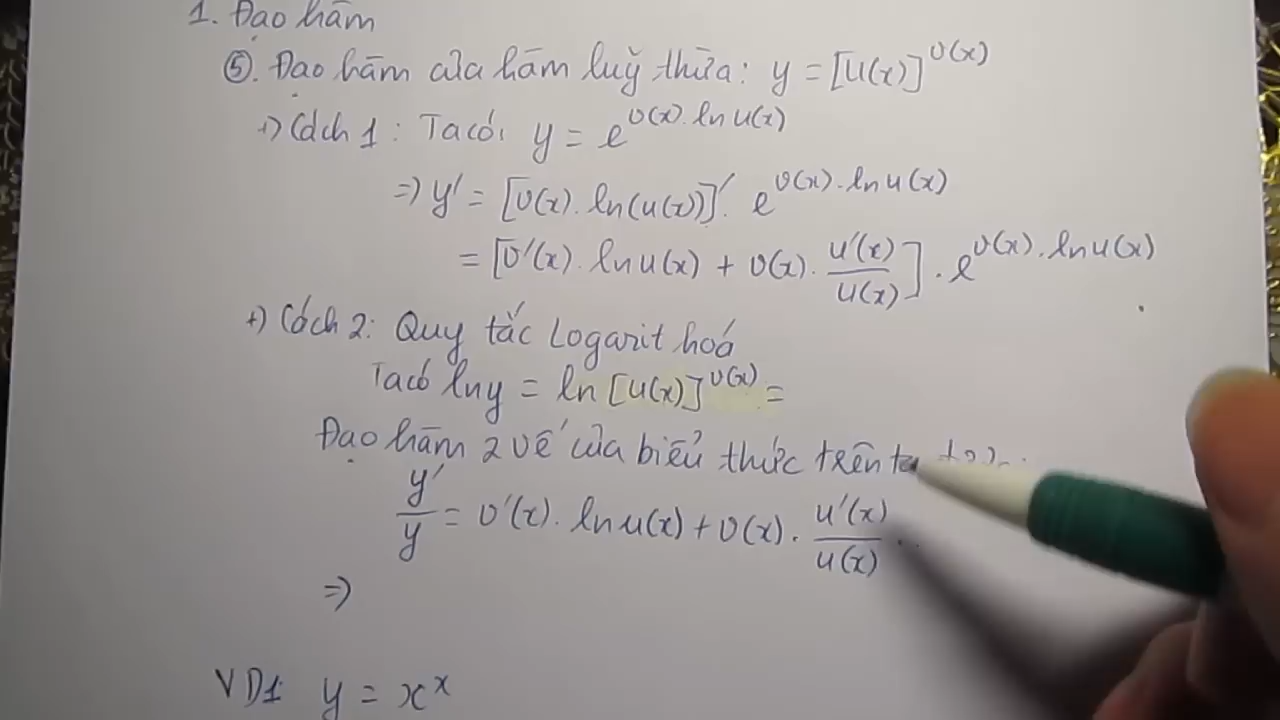 1. Đạo hàm
⑤. Đạo hàm của hàm luỹ thừa: y = [u(x)]^v(x)
+) Cách 1: Ta có: y = e^v(x).ln u(x)
=> y' = [v(x). ln(u(x))]'. e^v(x).ln u(x)
= [v'(x). ln u(x) + v(x). u'(x)/u(x)]. e^v(x).ln u(x)
+) Cách 2: Quy tắc Logarit hoá
Ta có lny = ln [u(x)]^v(x) =
Đạo hàm 2 vế của biểu thức trên ta
y'/y = v'(x). ln u(x) + v(x). u'(x)/u(x)
=>
VD1: y = x^x